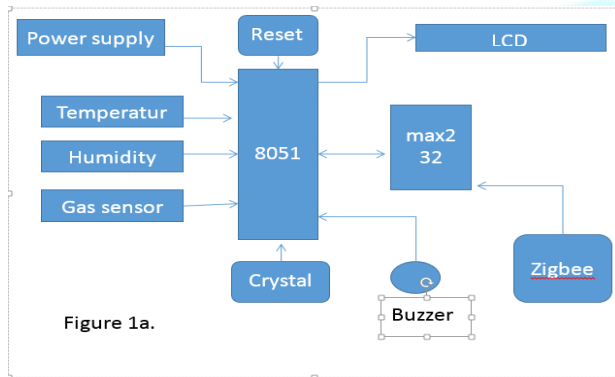 Power supply
Reset
LCD
Temperatur
Humidity
Gas sensor
8051
max2
32
Crystal
Zigbee
Buzzer
Figure 1a.